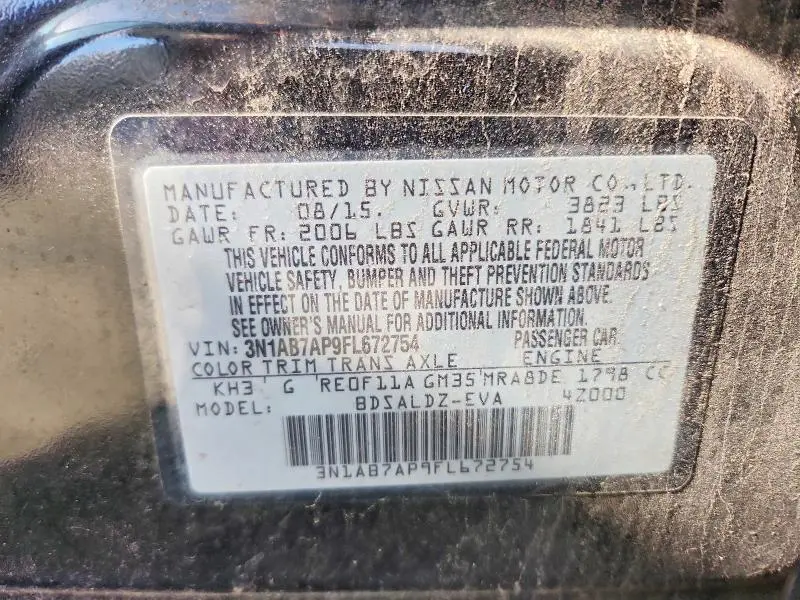 MANUFACTURED BY NISSAN MOTOR CO., LTD.
DATE: 08/15. GVWR: 3823 LBS
GAWR FR: 2006 LBS GAWR RR: 1841 LBS
THIS VEHICLE CONFORMS TO ALL APPLICABLE FEDERAL MOTOR
VEHICLE SAFETY, BUMPER AND THEFT PREVENTION STANDARDS
IN EFFECT ON THE DATE OF MANUFACTURE SHOWN ABOVE.
SEE OWNER'S MANUAL FOR ADDITIONAL INFORMATION.
VIN: 3N1AB7AP9FL672754 PASSENGER CAR
COLOR TRIM TRANS AXLE ENGINE
KH3 G RE0F11A GM35 MRA8DE 1798 CC
MODEL: BDSALDZ-EVA 4Z000
3N1AB7AP9FL672754